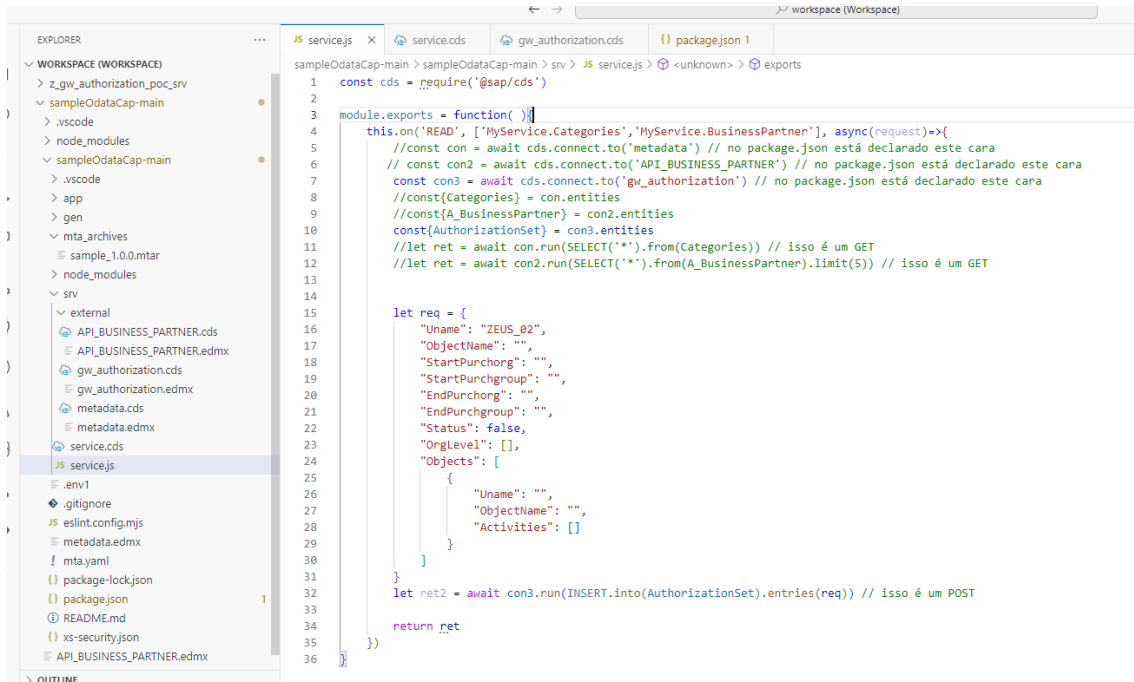 workspace (Workspace)
EXPLORER
WORKSPACE (WORKSPACE)
z_gw_authorization_poc_srv
sampleOdataCap-main
.vscode
node_modules
sampleOdataCap-main
.vscode
app
gen
mta_archives
sample_1.0.0.mtar
node_modules
srv
external
API_BUSINESS_PARTNER.cds
API_BUSINESS_PARTNER.edmx
gw_authorization.cds
gw_authorization.edmx
metadata.cds
metadata.edmx
service.cds
JS service.js
.env1
.gitignore
JS eslint.config.mjs
metadata.edmx
! mta.yaml
{} package-lock.json
{} package.json 1
README.md
{} xs-security.json
API_BUSINESS_PARTNER.edmx
OUTLINE
JS service.js × service.cds gw_authorization.cds {} package.json 1
sampleOdataCap-main > sampleOdataCap-main > srv > JS service.js > <unknown> > exports
1 const cds = require('@sap/cds')
2
3 module.exports = function( ){
4 this.on('READ', ['MyService.Categories','MyService.BusinessPartner'], async(request)=>{
5 //const con = await cds.connect.to('metadata') // no package.json está declarado este cara
6 // const con2 = await cds.connect.to('API_BUSINESS_PARTNER') // no package.json está declarado este cara
7 const con3 = await cds.connect.to('gw_authorization') // no package.json está declarado este cara
8 //const{Categories} = con.entities
9 //const{A_BusinessPartner} = con2.entities
10 const{AuthorizationSet} = con3.entities
11 //let ret = await con.run(SELECT('*').from(Categories)) // isso é um GET
12 //let ret = await con2.run(SELECT('*').from(A_BusinessPartner).limit(5)) // isso é um GET
13
14
15 let req = {
16 "Uname": "ZEUS_02",
17 "ObjectName": "",
18 "StartPurchorg": "",
19 "StartPurchgroup": "",
20 "EndPurchorg": "",
21 "EndPurchgroup": "",
22 "Status": false,
23 "OrgLevel": [],
24 "Objects": [
25 {
26 "Uname": "",
27 "ObjectName": "",
28 "Activities": []
29 }
30 ]
31 }
32 let ret2 = await con3.run(INSERT.into(AuthorizationSet).entries(req)) // isso é um POST
33
34 return ret
35 })
36 }